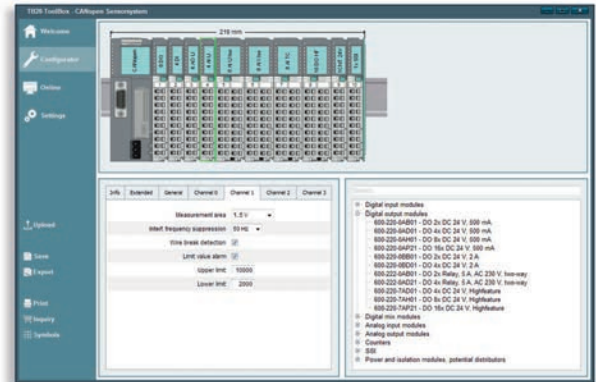 TB20 ToolBox - CANopen Sensorsystem
Welcome
Configurator
Online
Settings
Upload
Save
Export
Print
Inquiry
Symbols
219 mm
CANopen
Info
Extended
General
Channel 0
Channel 1
Channel 2
Channel 3
Measurement area 1..5 V
Interf. frequency suppression 50 Hz
Wire break detection
Limit value alarm
Upper limit 10000
Lower limit 2000
Digital input modules
Digital output modules
600-220-0AB01 - DO 2x DC 24 V, 500 mA
600-220-0AD01 - DO 4x DC 24 V, 500 mA
600-220-0AH01 - DO 8x DC 24 V, 500 mA
600-220-0AP21 - DO 16x DC 24 V, 500 mA
600-220-0BB01 - DO 2x DC 24 V, 2 A
600-220-0BD01 - DO 4x DC 24 V, 2 A
600-222-0AB01 - DO 2x Relay, 5 A, AC 230 V, two-way
600-222-0AD01 - DO 4x Relay, 5 A, AC 230 V, two-way
600-220-7AD01 - DO 4x DC 24 V, Highfeature
600-220-7AH01 - DO 8x DC 24 V, Highfeature
600-220-7AP21 - DO 16x DC 24 V, Highfeature
Digital mix modules
Analog input modules
Analog output modules
Counters
SSI
Power and isolation modules, potential distributors